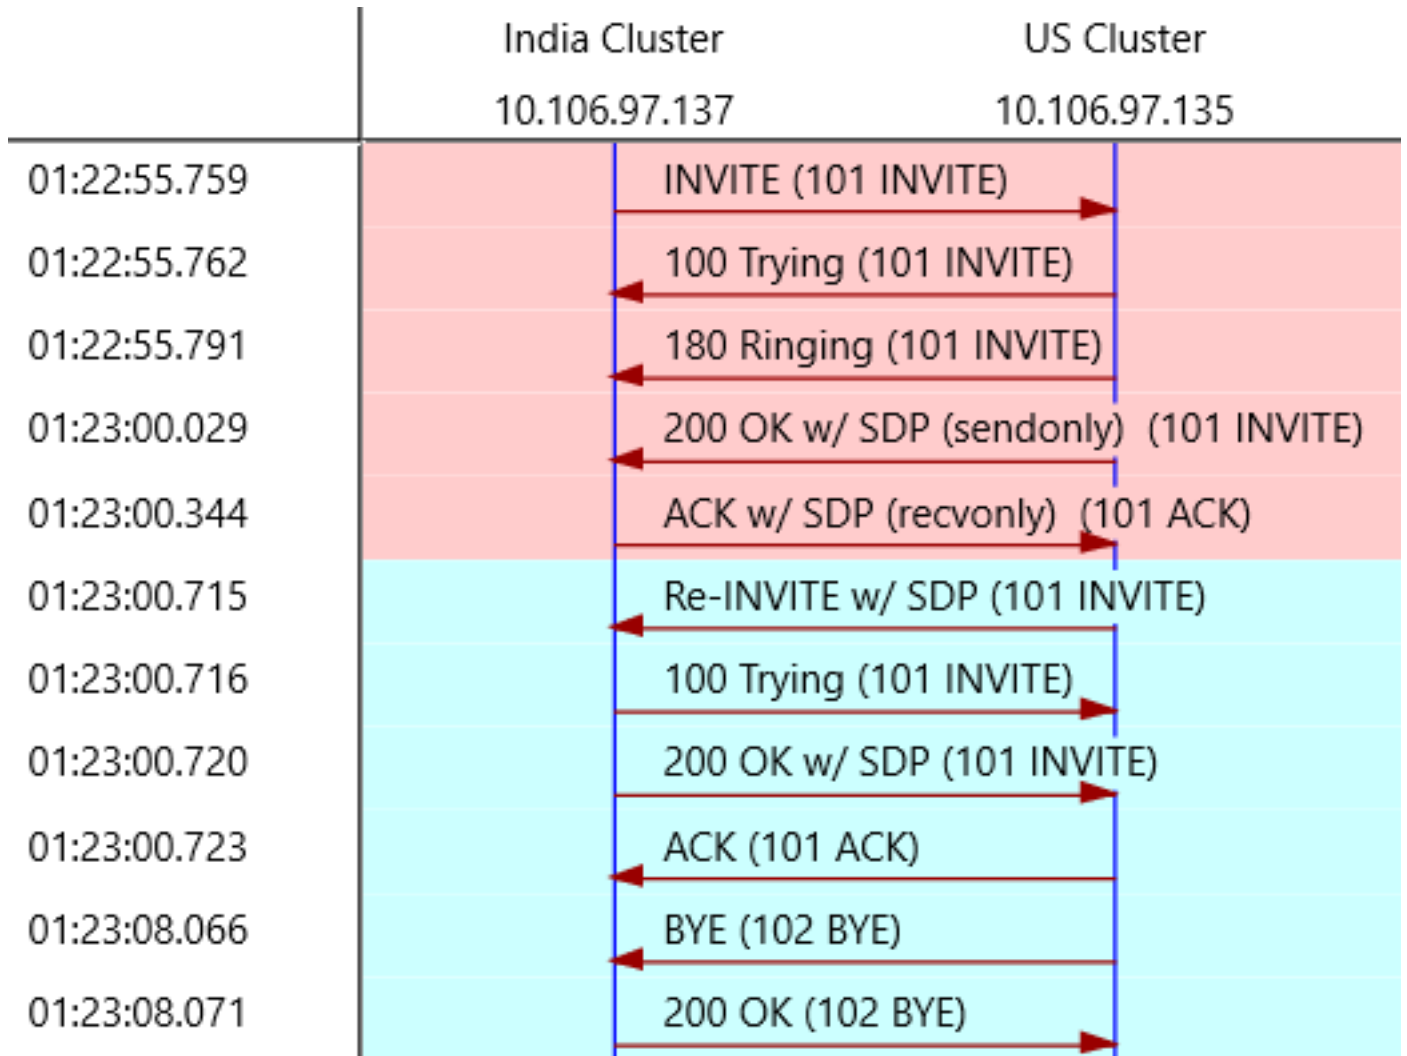 India Cluster US Cluster
10.106.97.137 10.106.97.135
01:22:55.759 INVITE (101 INVITE)
01:22:55.762 100 Trying (101 INVITE)
01:22:55.791 180 Ringing (101 INVITE)
01:23:00.029 200 OK w/ SDP (sendonly) (101 INVITE)
01:23:00.344 ACK w/ SDP (recvonly) (101 ACK)
01:23:00.715 Re-INVITE w/ SDP (101 INVITE)
01:23:00.716 100 Trying (101 INVITE)
01:23:00.720 200 OK w/ SDP (101 INVITE)
01:23:00.723 ACK (101 ACK)
01:23:08.066 BYE (102 BYE)
01:23:08.071 200 OK (102 BYE)